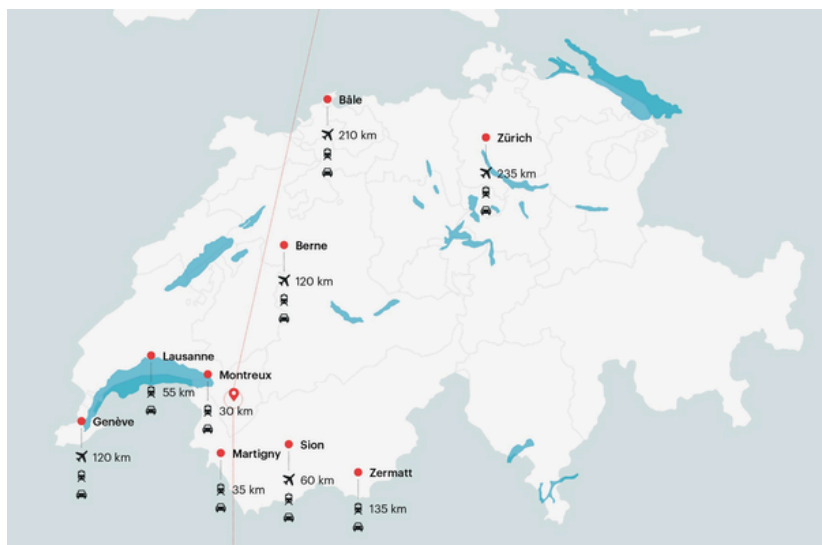 Bâle
210 km
Zürich
235 km
Berne
120 km
Lausanne
55 km
Montreux
30 km
Genève
120 km
Martigny
35 km
Sion
60 km
Zermatt
135 km